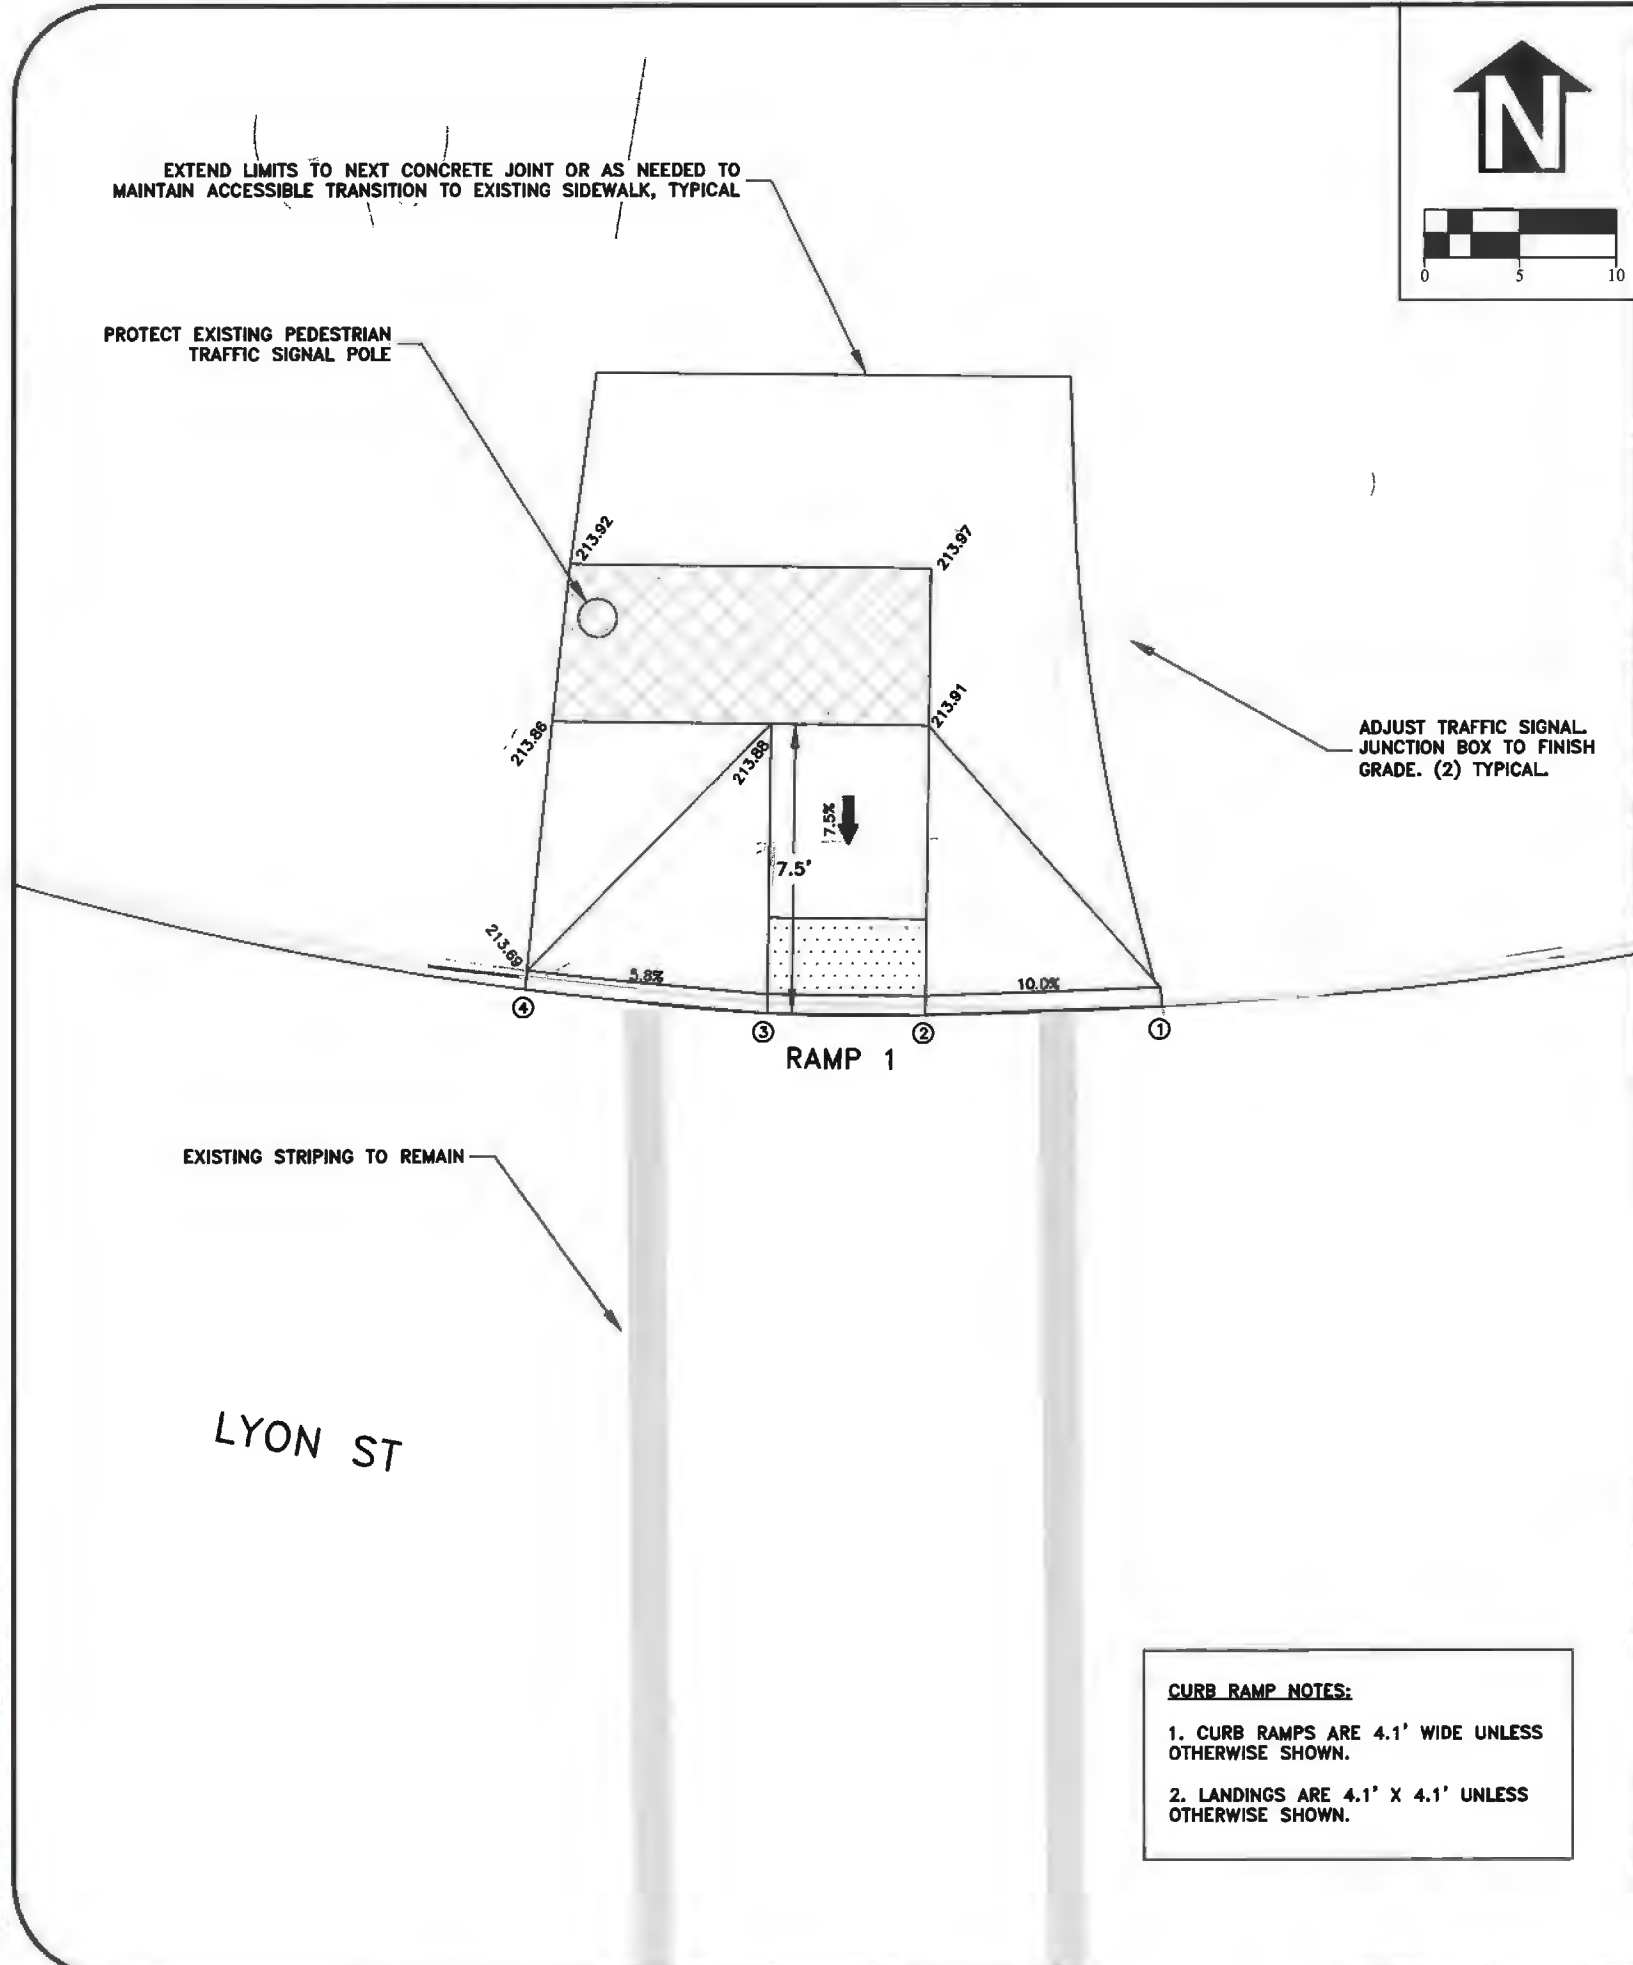 N
0 5 10
EXTEND LIMITS TO NEXT CONCRETE JOINT OR AS NEEDED TO
MAINTAIN ACCESSIBLE TRANSITION TO EXISTING SIDEWALK, TYPICAL
PROTECT EXISTING PEDESTRIAN
TRAFFIC SIGNAL POLE
213.92
213.97
213.86
213.88
213.91
ADJUST TRAFFIC SIGNAL
JUNCTION BOX TO FINISH
GRADE. (2) TYPICAL.
7.5%
7.5'
213.69
5.8%
10.0%
4
3
2
1
RAMP 1
EXISTING STRIPING TO REMAIN
LYON ST
CURB RAMP NOTES:
1. CURB RAMPS ARE 4.1' WIDE UNLESS
OTHERWISE SHOWN.
2. LANDINGS ARE 4.1' X 4.1' UNLESS
OTHERWISE SHOWN.